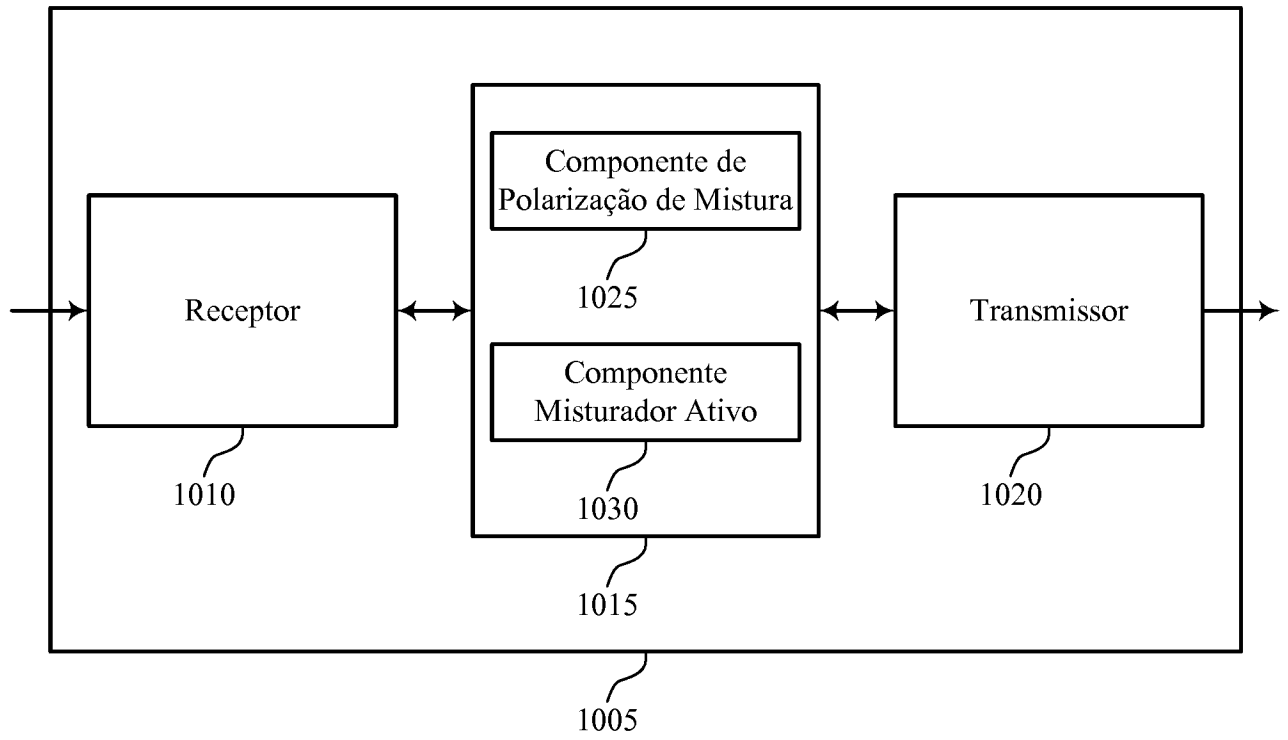 Componente de
Polarização de Mistura
1025
Receptor
1010
Componente
Misturador Ativo
1030
1015
Transmissor
1020
1005